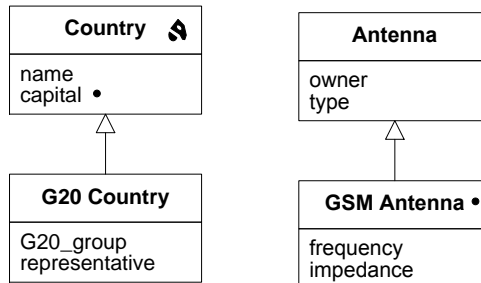 Country
name
capital •
G20 Country
G20_group
representative
Antenna
owner
type
GSM Antenna •
frequency
impedance